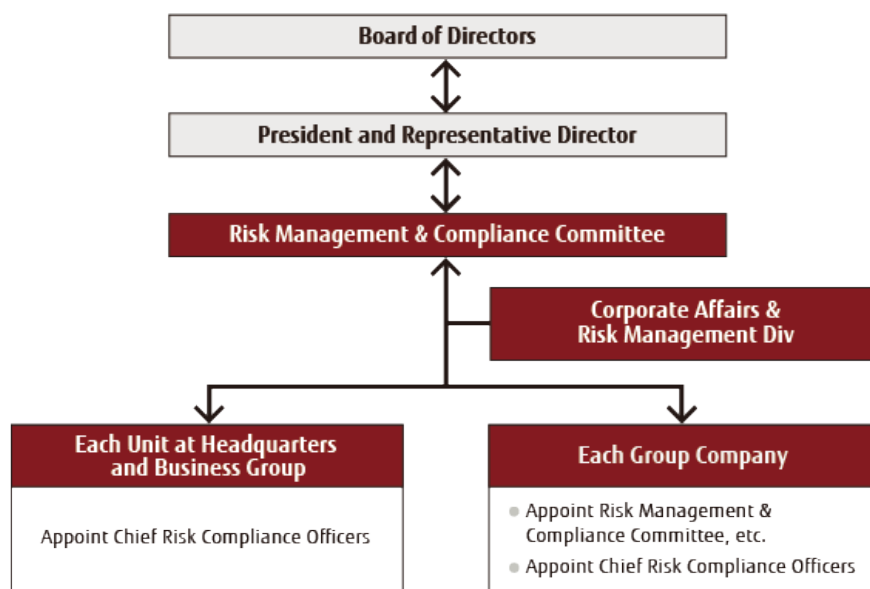 Board of Directors
President and Representative Director
Risk Management & Compliance Committee
Corporate Affairs &
Risk Management Div
Each Unit at Headquarters
and Business Group
Appoint Chief Risk Compliance Officers
Each Group Company
Appoint Risk Management &
Compliance Committee, etc.
Appoint Chief Risk Compliance Officers